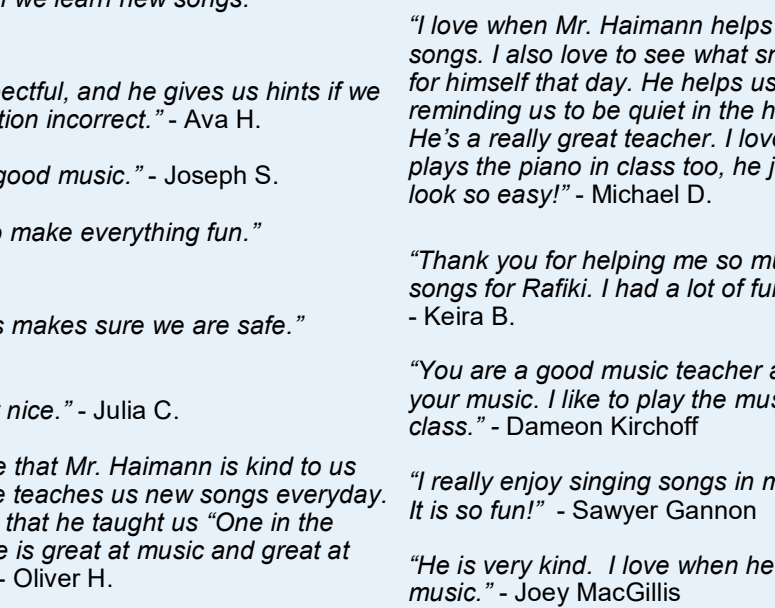 we learn new songs.
ectful, and he gives us hints if we
tion incorrect.” - Ava H.
good music.” - Joseph S.
make everything fun.”
makes sure we are safe.”
nice.” - Julia C.
that Mr. Haimann is kind to us
teaches us new songs everyday.
that he taught us “One in the
is great at music and great at
- Oliver H.
“I love when Mr. Haimann helps
songs. I also love to see what
for himself that day. He helps us
reminding us to be quiet in the
He’s a really great teacher. I
plays the piano in class too, he
look so easy!” - Michael D.
“Thank you for helping me so
songs for Rafiki. I had a lot of
- Keira B.
“You are a good music teacher
your music. I like to play the
class.” - Dameon Kirchoff
“I really enjoy singing songs in
It is so fun!” - Sawyer Gannon
“He is very kind. I love when he
music.” - Joey MacGillis